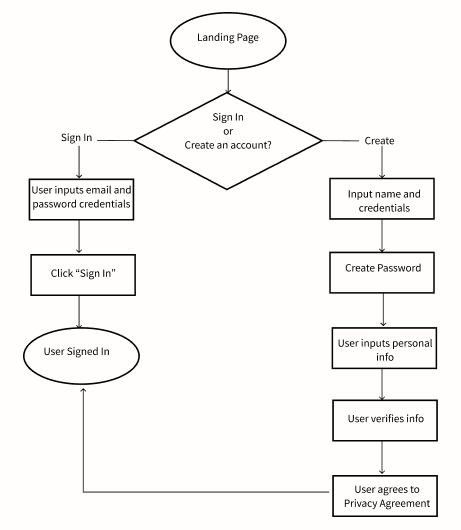 Landing Page
Sign In
or
Create an account?
Sign In
Create
User inputs email and
password credentials
Input name and
credentials
Click “Sign In”
Create Password
User Signed In
User inputs personal
info
User verifies info
User agrees to
Privacy Agreement